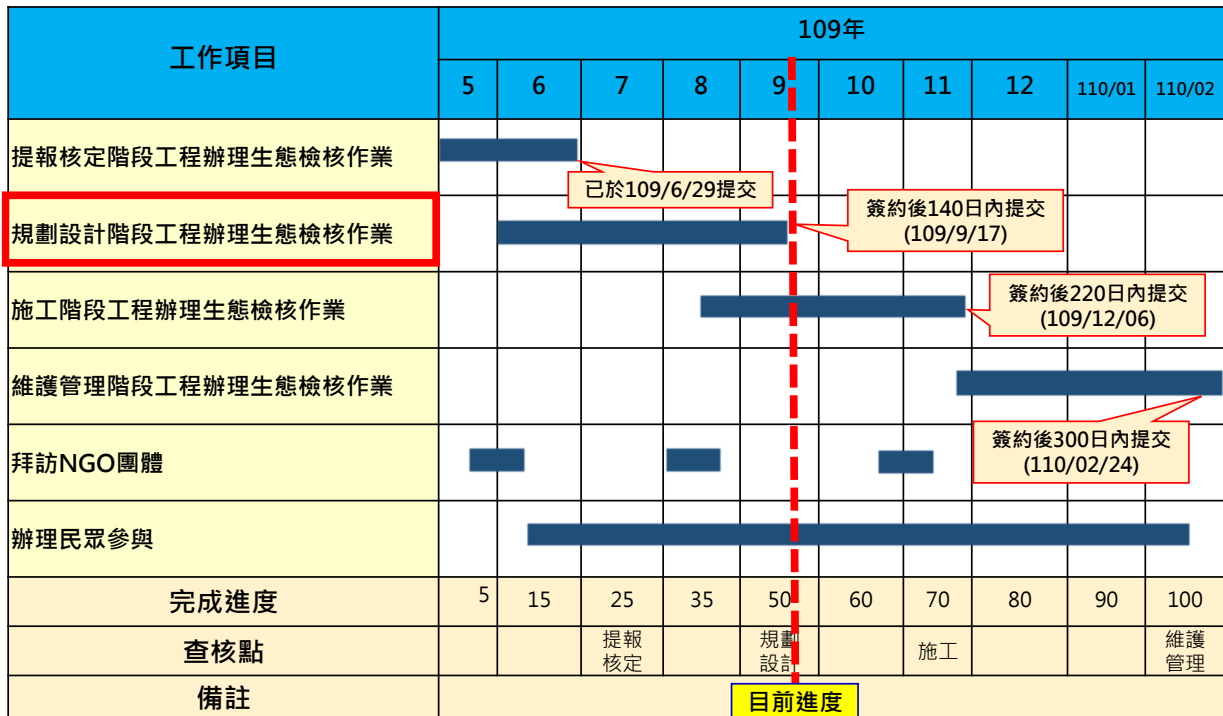 工作項目
109年
5 6 7 8 9 10 11 12 110/01 110/02
提報核定階段工程辦理生態檢核作業
已於109/6/29提交
規劃設計階段工程辦理生態檢核作業
簽約後140日內提交
(109/9/17)
施工階段工程辦理生態檢核作業
簽約後220日內提交
(109/12/06)
維護管理階段工程辦理生態檢核作業
簽約後300日內提交
(110/02/24)
拜訪NGO團體
辦理民眾參與
完成進度 5 15 25 35 50 60 70 80 90 100
查核點
提報
核定
規劃
設計
施工
維護
管理
備註
目前進度